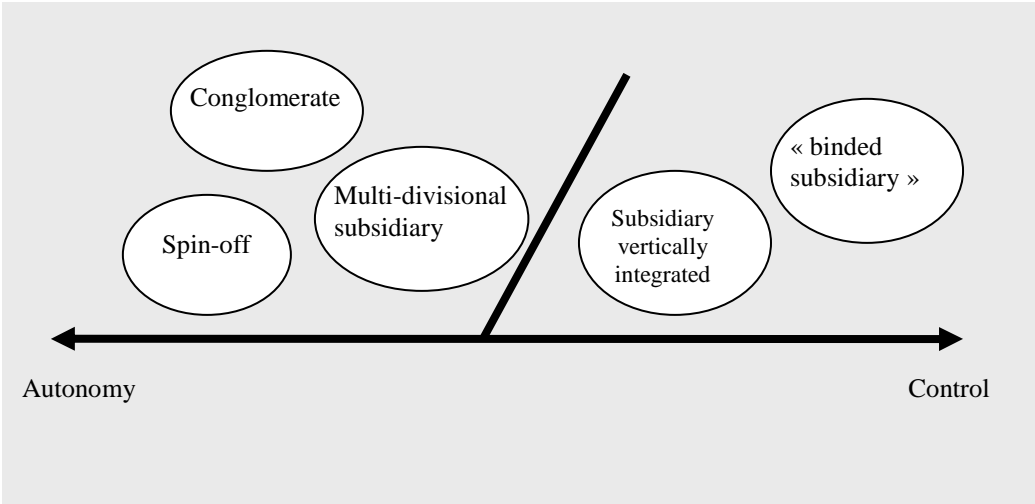 Conglomerate
« binded
subsidiary »
Multi-divisional
subsidiary
Subsidiary
vertically
integrated
Spin-off
Autonomy
Control